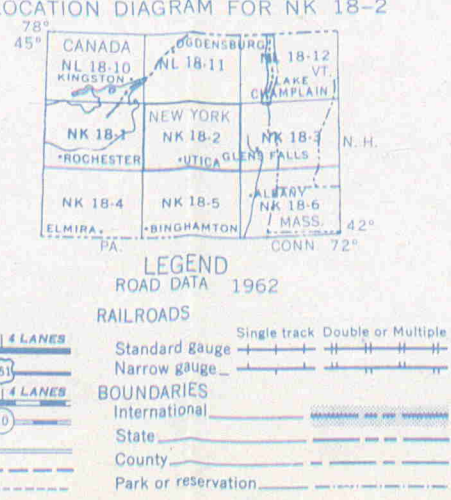 LOCATION DIAGRAM FOR NK 18-2
78°
45°
CANADA OGDENSBURG NL 18-12
NL 18-10 NL 18-11 VT.
KINGSTON LAKE
CHAMPLAIN
NEW YORK
NK 18-1 NK 18-2 NK 18-3 N. H.
ROCHESTER UTICA GLENS FALLS
ALBANY
NK 18-4 NK 18-5 NK 18-6
ELMIRA BINGHAMTON MASS. 42°
PA. CONN. 72°
LEGEND
ROAD DATA 1962
RAILROADS
Single track Double or Multiple
4 LANES Standard gauge
51 Narrow gauge
4 LANES BOUNDARIES
0 International
State
County
Park or reservation